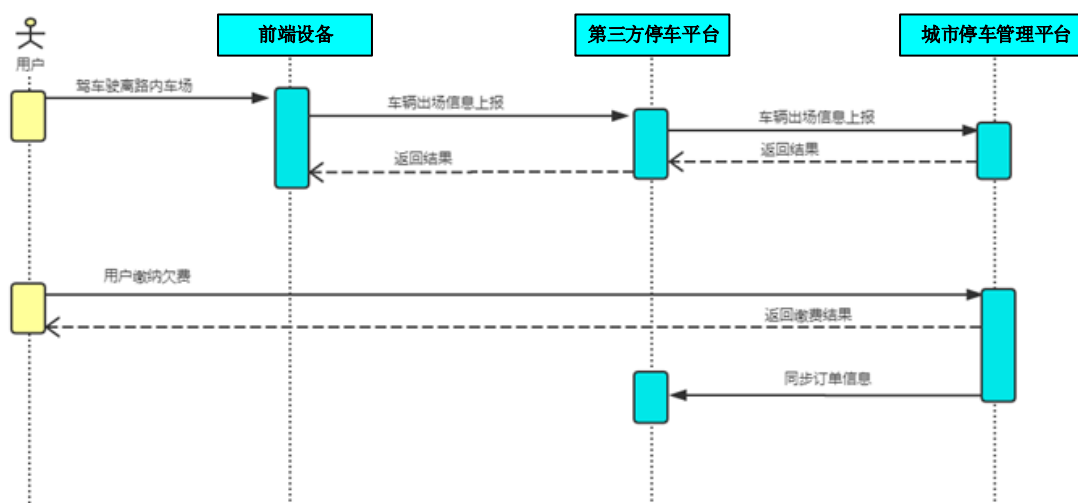 前端设备
第三方停车平台
城市停车管理平台
用户
驾车驶离路内车场
车辆出场信息上报
车辆出场信息上报
返回结果
返回结果
用户缴纳欠费
返回缴费结果
同步订单信息